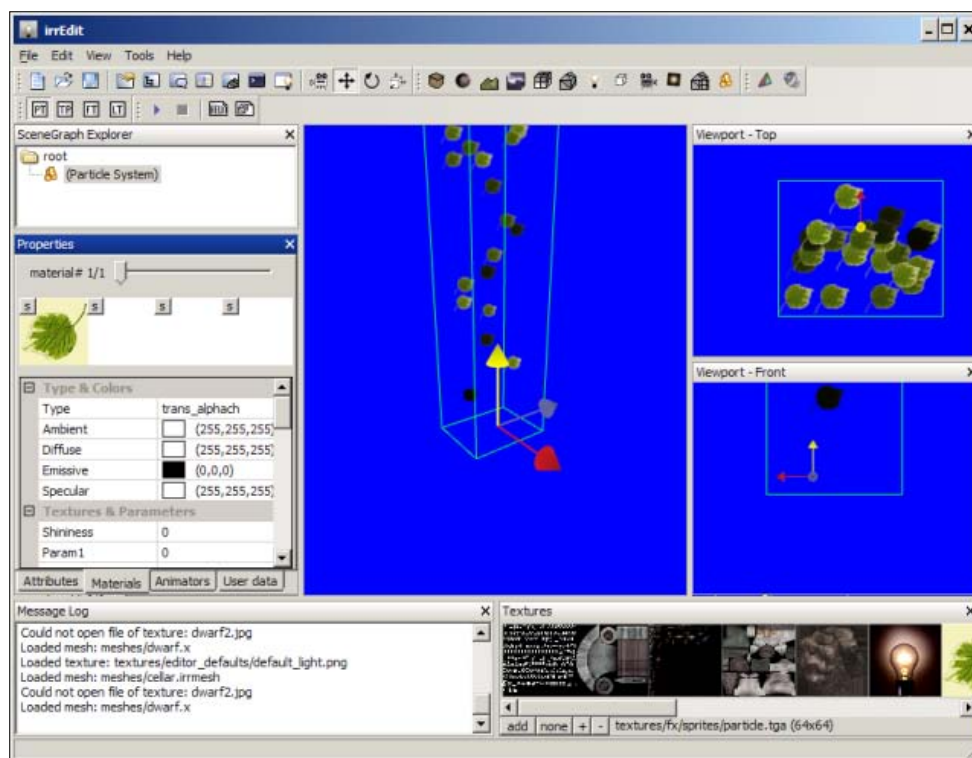 irrEdit
File Edit View Tools Help
PT TP FT LT
SceneGraph Explorer
root
(Particle System)
Properties
material# 1/1
s s s s
Type & Colors
Type trans_alphach
Ambient (255,255,255)
Diffuse (255,255,255)
Emissive (0,0,0)
Specular (255,255,255)
Textures & Parameters
Shininess 0
Param1 0
Attributes Materials Animators User data
Viewport - Top
Viewport - Front
Message Log
Could not open file of texture: dwarf2.jpg
Loaded mesh: meshes/dwarf.x
Loaded texture: textures/editor_defaults/default_light.png
Loaded mesh: meshes/cellar.irrmesh
Could not open file of texture: dwarf2.jpg
Loaded mesh: meshes/dwarf.x
Textures
add none + - textures/fx/sprites/particle.tga (64x64)